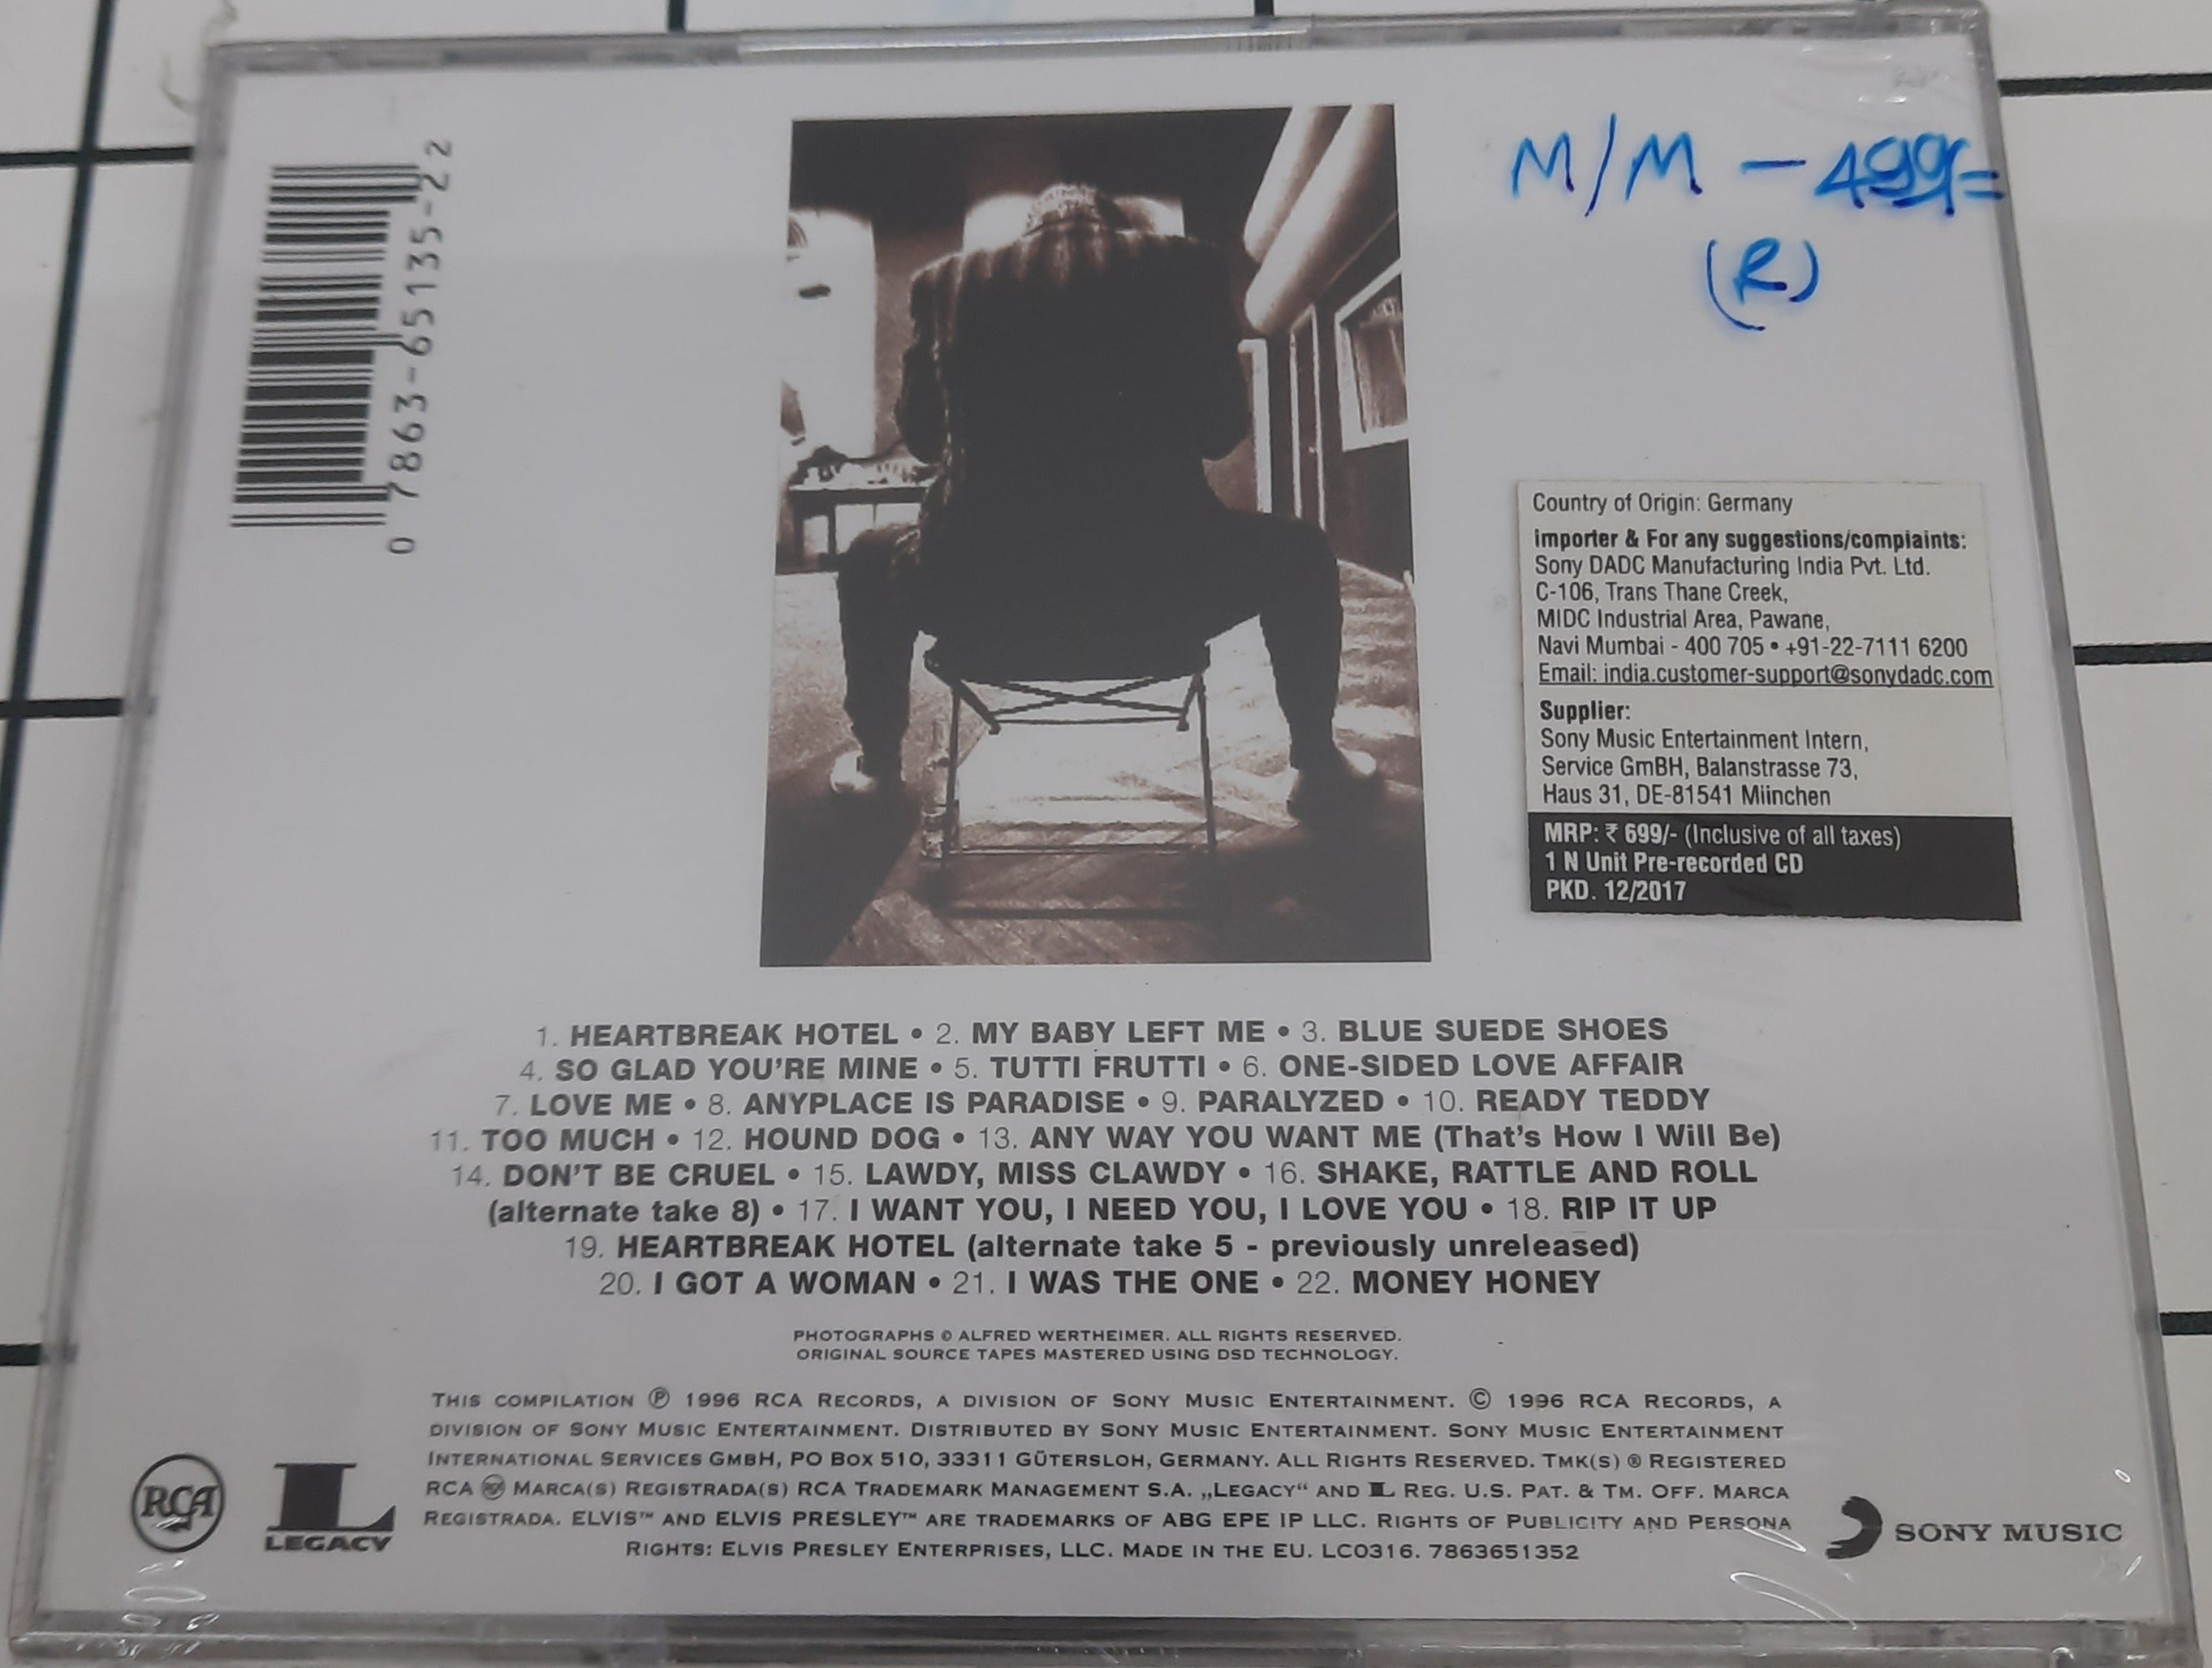 0 7863-65135-2 2
M/M - 499/=
(R)
Country of Origin: Germany
Importer & For any suggestions/complaints:
Sony DADC Manufacturing India Pvt. Ltd.
C-106, Trans Thane Creek,
MIDC Industrial Area, Pawane,
Navi Mumbai - 400 705 • +91-22-7111 6200
Email: india.customer-support@sonydadc.com
Supplier:
Sony Music Entertainment Intern,
Service GmBH, Balanstrasse 73,
Haus 31, DE-81541 Miinchen
MRP: ₹ 699/- (Inclusive of all taxes)
1 N Unit Pre-recorded CD
PKD. 12/2017
1. HEARTBREAK HOTEL • 2. MY BABY LEFT ME • 3. BLUE SUEDE SHOES
4. SO GLAD YOU'RE MINE • 5. TUTTI FRUTTI • 6. ONE-SIDED LOVE AFFAIR
7. LOVE ME • 8. ANYPLACE IS PARADISE • 9. PARALYZED • 10. READY TEDDY
11. TOO MUCH • 12. HOUND DOG • 13. ANY WAY YOU WANT ME (That's How I Will Be)
14. DON'T BE CRUEL • 15. LAWDY, MISS CLAWDY • 16. SHAKE, RATTLE AND ROLL
(alternate take 8) • 17. I WANT YOU, I NEED YOU, I LOVE YOU • 18. RIP IT UP
19. HEARTBREAK HOTEL (alternate take 5 - previously unreleased)
20. I GOT A WOMAN • 21. I WAS THE ONE • 22. MONEY HONEY
PHOTOGRAPHS © ALFRED WERTHEIMER. ALL RIGHTS RESERVED.
ORIGINAL SOURCE TAPES MASTERED USING DSD TECHNOLOGY.
THIS COMPILATION ℗ 1996 RCA RECORDS, A DIVISION OF SONY MUSIC ENTERTAINMENT. © 1996 RCA RECORDS, A
DIVISION OF SONY MUSIC ENTERTAINMENT. DISTRIBUTED BY SONY MUSIC ENTERTAINMENT. SONY MUSIC ENTERTAINMENT
INTERNATIONAL SERVICES GMBH, PO BOX 510, 33311 GÜTERSLOH, GERMANY. ALL RIGHTS RESERVED. TMK(S) ® REGISTERED
RCA RCA MARCA(S) REGISTRADA(S) RCA TRADEMARK MANAGEMENT S.A. „LEGACY“ AND L REG. U.S. PAT. & TM. OFF. MARCA
REGISTRADA. ELVIS™ AND ELVIS PRESLEY™ ARE TRADEMARKS OF ABG EPE IP LLC. RIGHTS OF PUBLICITY AND PERSONA
RIGHTS: ELVIS PRESLEY ENTERPRISES, LLC. MADE IN THE EU. LC0316. 7863651352
RCA
L
LEGACY
SONY MUSIC